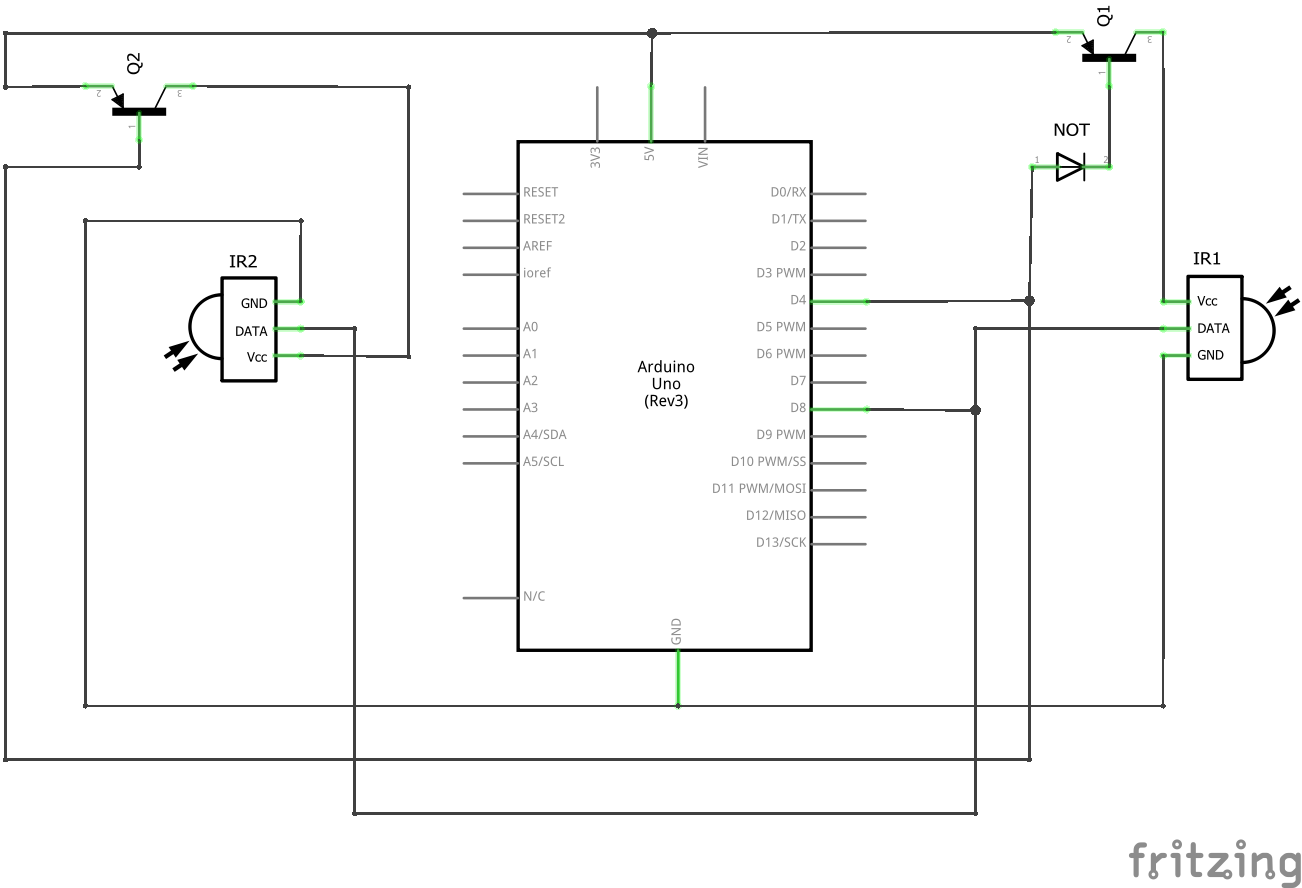 Q1
2
3
1
Q2
2
3
1
NOT
1
2
3V3
5V
VIN
RESET
RESET2
AREF
ioref
A0
A1
A2
A3
A4/SDA
A5/SCL
N/C
D0/RX
D1/TX
D2
D3 PWM
D4
D5 PWM
D6 PWM
D7
D8
D9 PWM
D10 PWM/SS
D11 PWM/MOSI
D12/MISO
D13/SCK
GND
Arduino
Uno
(Rev3)
IR2
GND
DATA
Vcc
IR1
Vcc
DATA
GND
fritzing